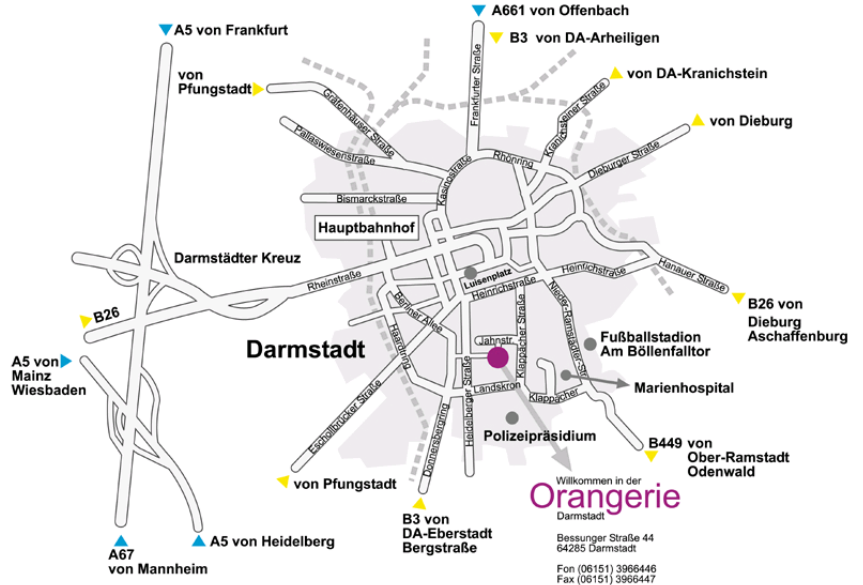 A661 von Offenbach
A5 von Frankfurt
B3 von DA-Arheiligen
von
Pfungstadt
von DA-Kranichstein
von Dieburg
Frankfurter Straße
Gräfenhäuser Straße
Kranichsteiner Straße
Pallaswiesenstraße
Rhönring
Dieburger Straße
Kasinostraße
Bismarckstraße
Hauptbahnhof
Darmstädter Kreuz
Rheinstraße
Luisenplatz
Heinrichstraße
Heinrichstraße
Hanauer Straße
B26
B26 von
Dieburg
Aschaffenburg
Berliner Allee
Haardtring
Nieder-Ramstädter-Str.
Klappacher Straße
Jahnstr.
Fußballstadion
Am Böllenfalltor
Darmstadt
A5 von
Mainz
Wiesbaden
Marienhospital
Landskron
Klappacher
Heidelberger Straße
Eschollbrücker Straße
Donnersbergring
Polizeipräsidium
B449 von
Ober-Ramstadt
Odenwald
von Pfungstadt
Willkommen in der
Orangerie
Darmstadt
B3 von
DA-Eberstadt
Bergstraße
Bessunger Straße 44
64285 Darmstadt
A5 von Heidelberg
A67
von Mannheim
Fon (06151) 3966446
Fax (06151) 3966447